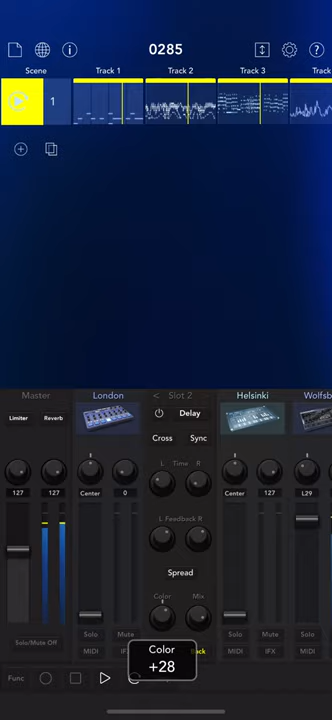 0285
Scene Track 1 Track 2 Track 3 Track
1
Master London < Slot 2 Helsinki Wolfsb
Limiter Reverb Delay
Cross Sync
L Time R
127 127 Center 0 Center 127 L29
L Feedback R
Spread
Color Mix
Solo/Mute Off Solo Mute Solo Mute Solo
MIDI IFX MIDI IFX MIDI
Color
+28
Func